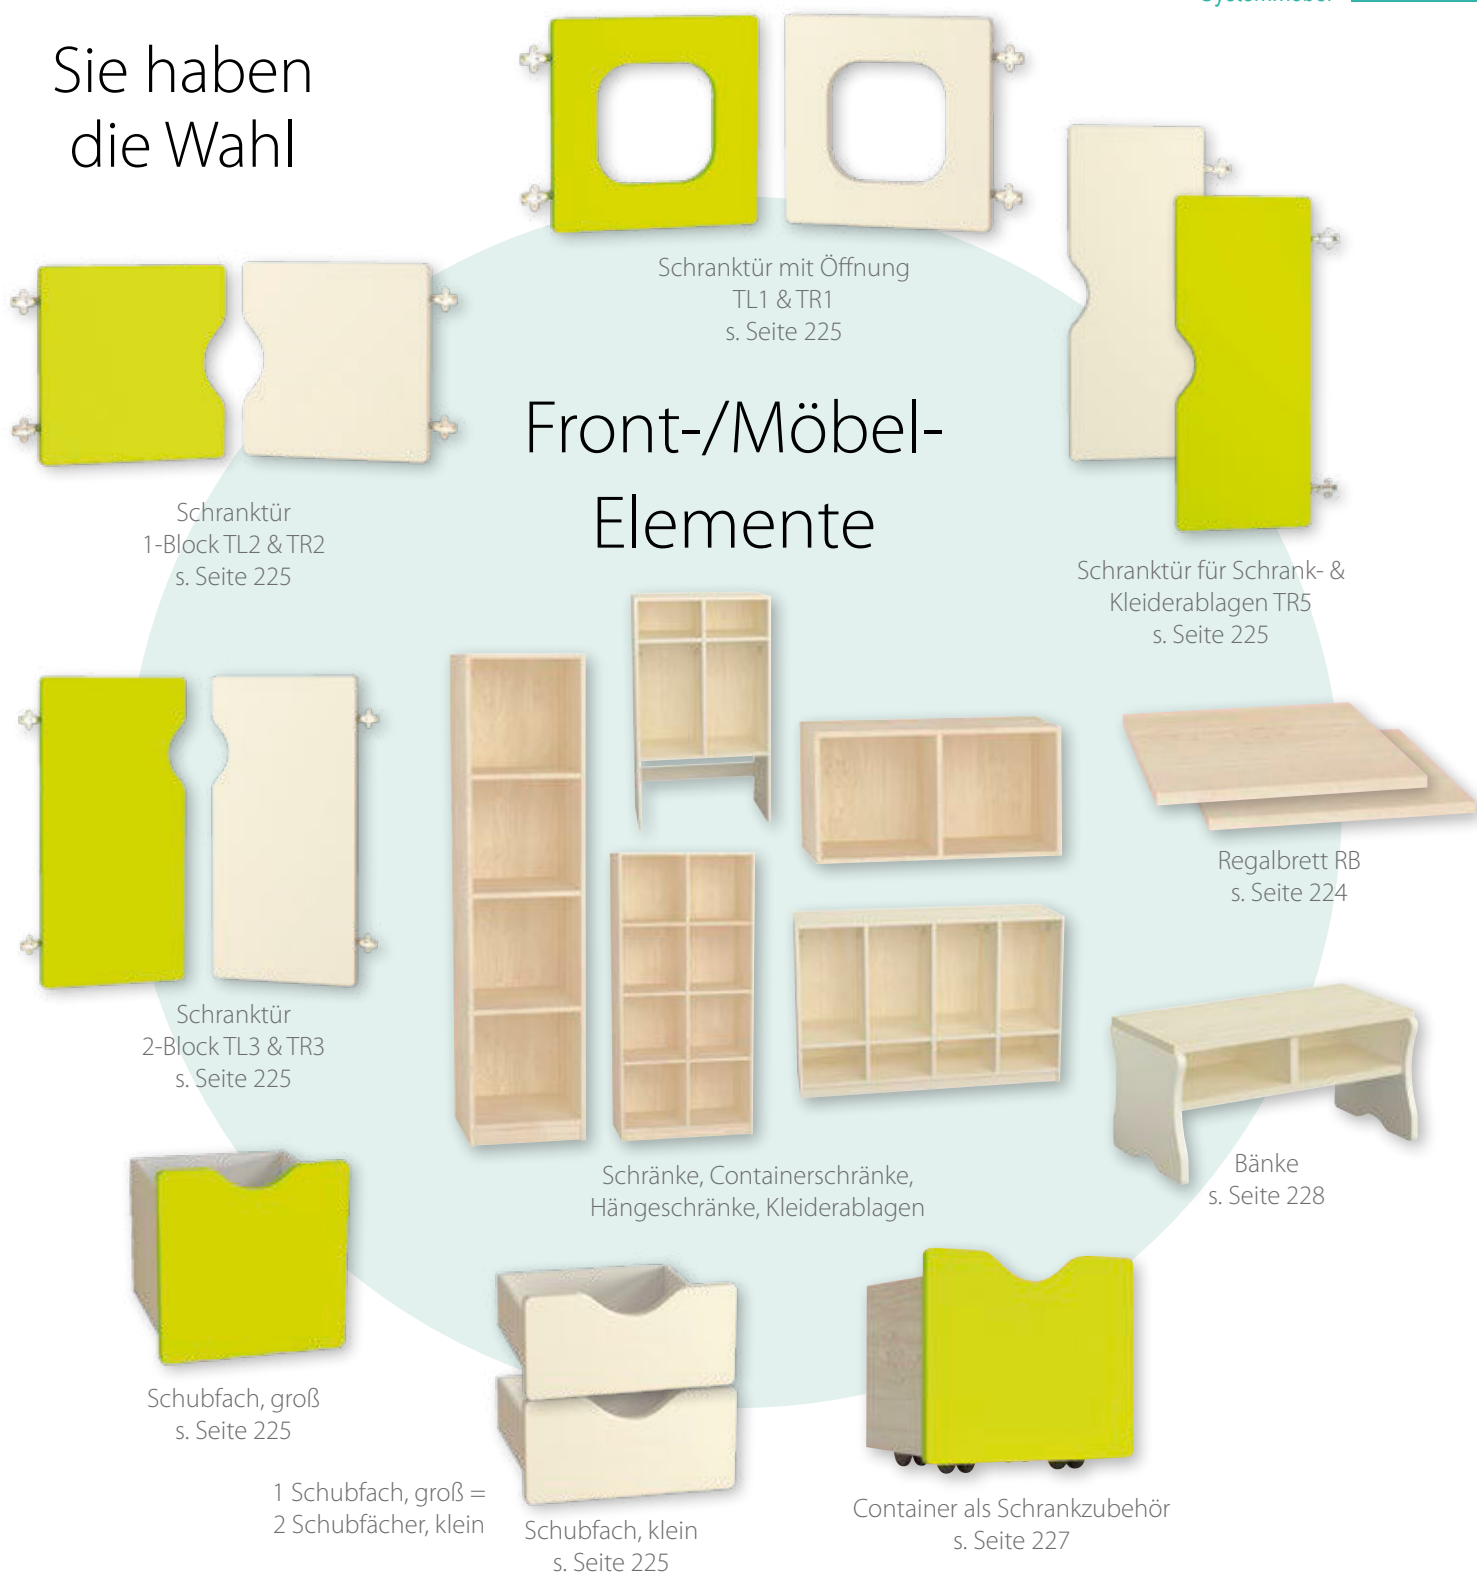 Systemmöbel
Sie haben
die Wahl
Schranktür mit Öffnung
TL1 & TR1
s. Seite 225
Schranktür
1-Block TL2 & TR2
s. Seite 225
Front-/Möbel-
Elemente
Schranktür für Schrank- &
Kleiderablagen TR5
s. Seite 225
Regalbrett RB
s. Seite 224
Schranktür
2-Block TL3 & TR3
s. Seite 225
Schränke, Containerschränke,
Hängeschränke, Kleiderablagen
Bänke
s. Seite 228
Schubfach, groß
s. Seite 225
1 Schubfach, groß =
2 Schubfächer, klein
Schubfach, klein
s. Seite 225
Container als Schrankzubehör
s. Seite 227